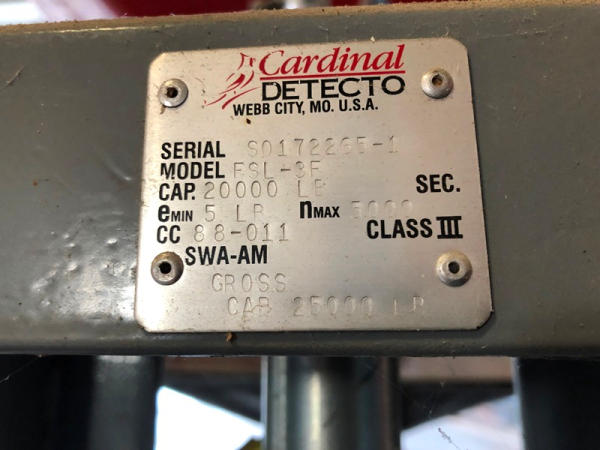 Cardinal
DETECTO
WEBB CITY, MO. U.S.A.
SERIAL S0172265-1
MODEL FSL-3F
CAP. 20000 LB SEC.
eMIN 5 LB nMAX 5000
CC 88-011 CLASS III
SWA-AM
GROSS
CAP 25000 LB